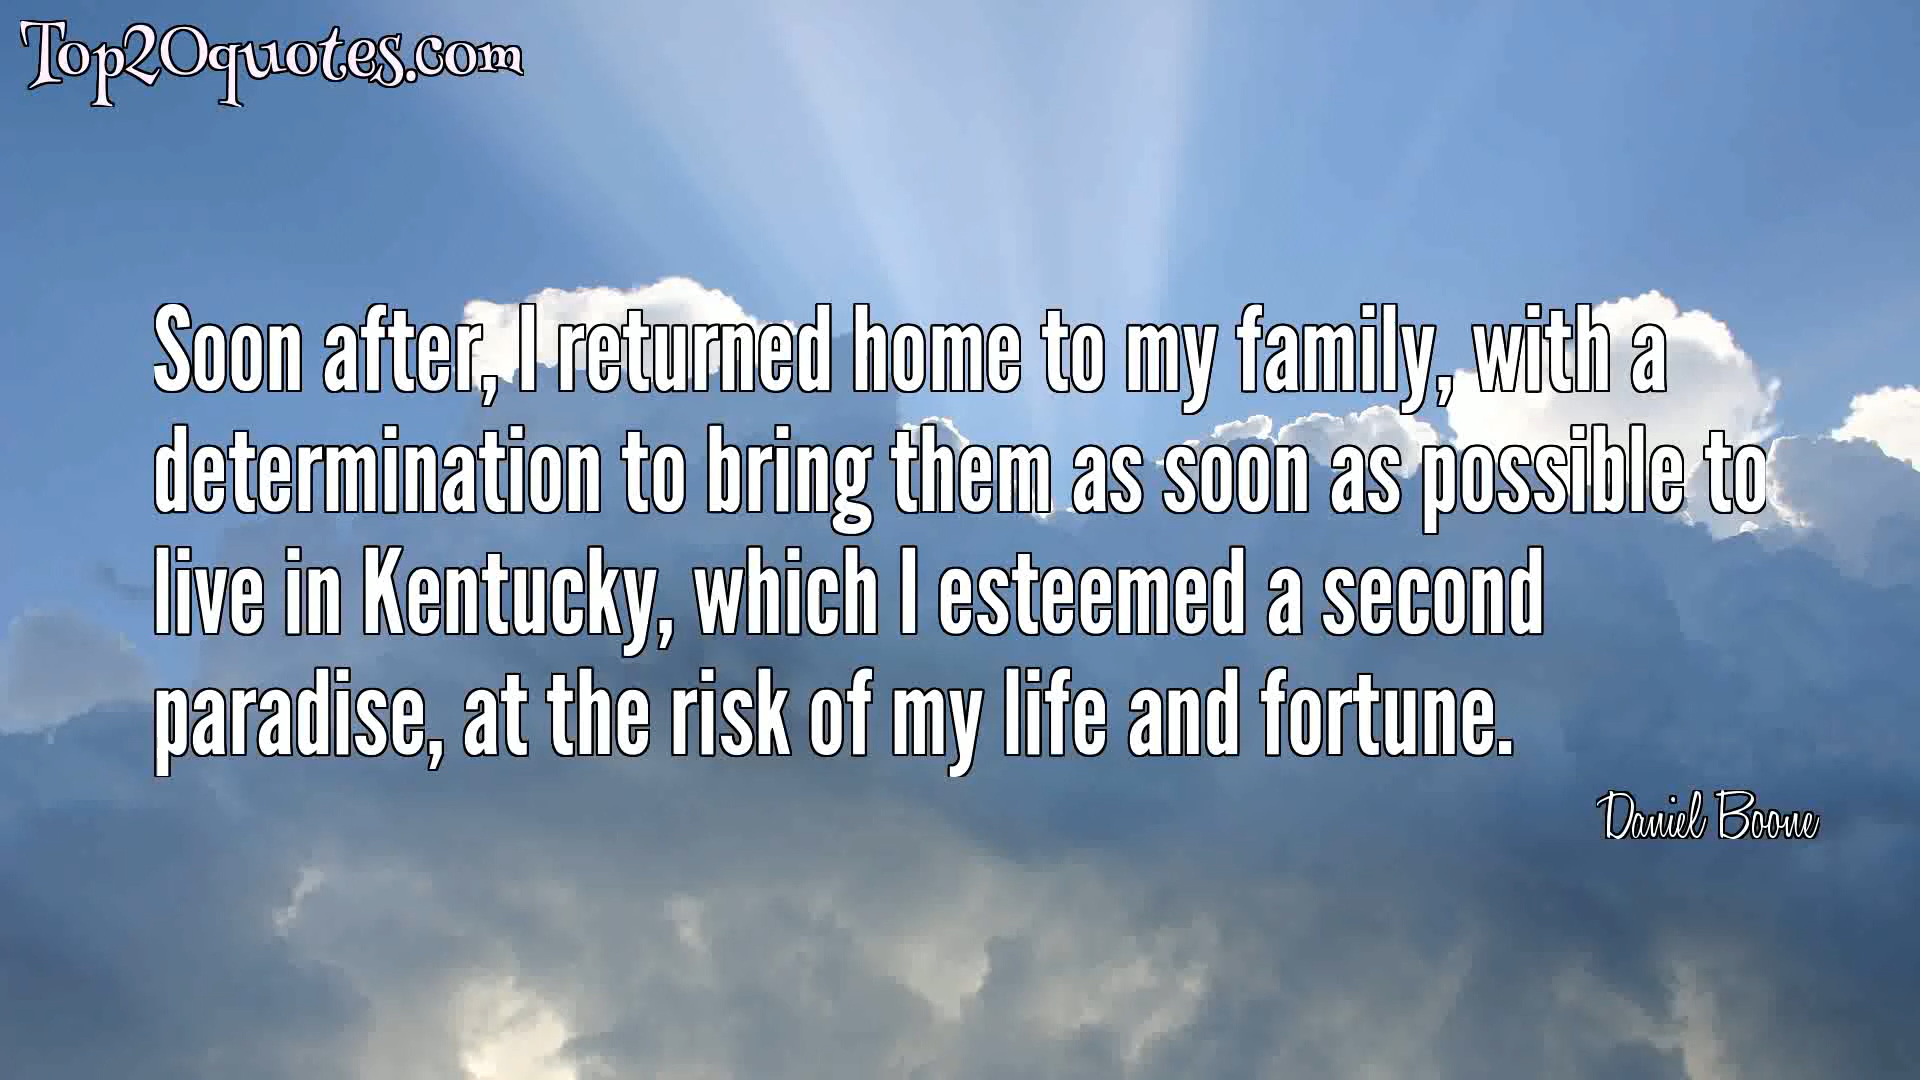 Top20quotes.com
Soon after, I returned home to my family, with a
determination to bring them as soon as possible to
live in Kentucky, which I esteemed a second
paradise, at the risk of my life and fortune.
Daniel Boone